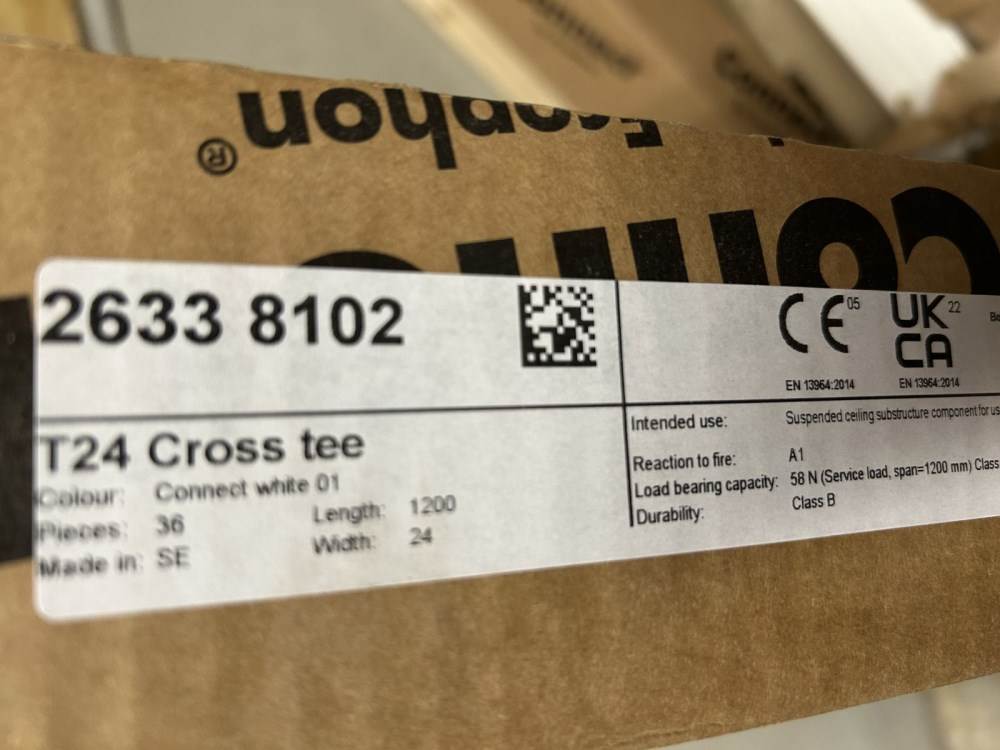 Ecophon®
2633 8102
CE 05
UK
CA 22
EN 13964:2014
EN 13964:2014
T24 Cross tee
Colour: Connect white 01
Pieces: 36
Length: 1200
Made in: SE
Width: 24
Intended use: Suspended ceiling substructure component for us
Reaction to fire: A1
Load bearing capacity: 58 N (Service load, span=1200 mm) Class
Durability: Class B